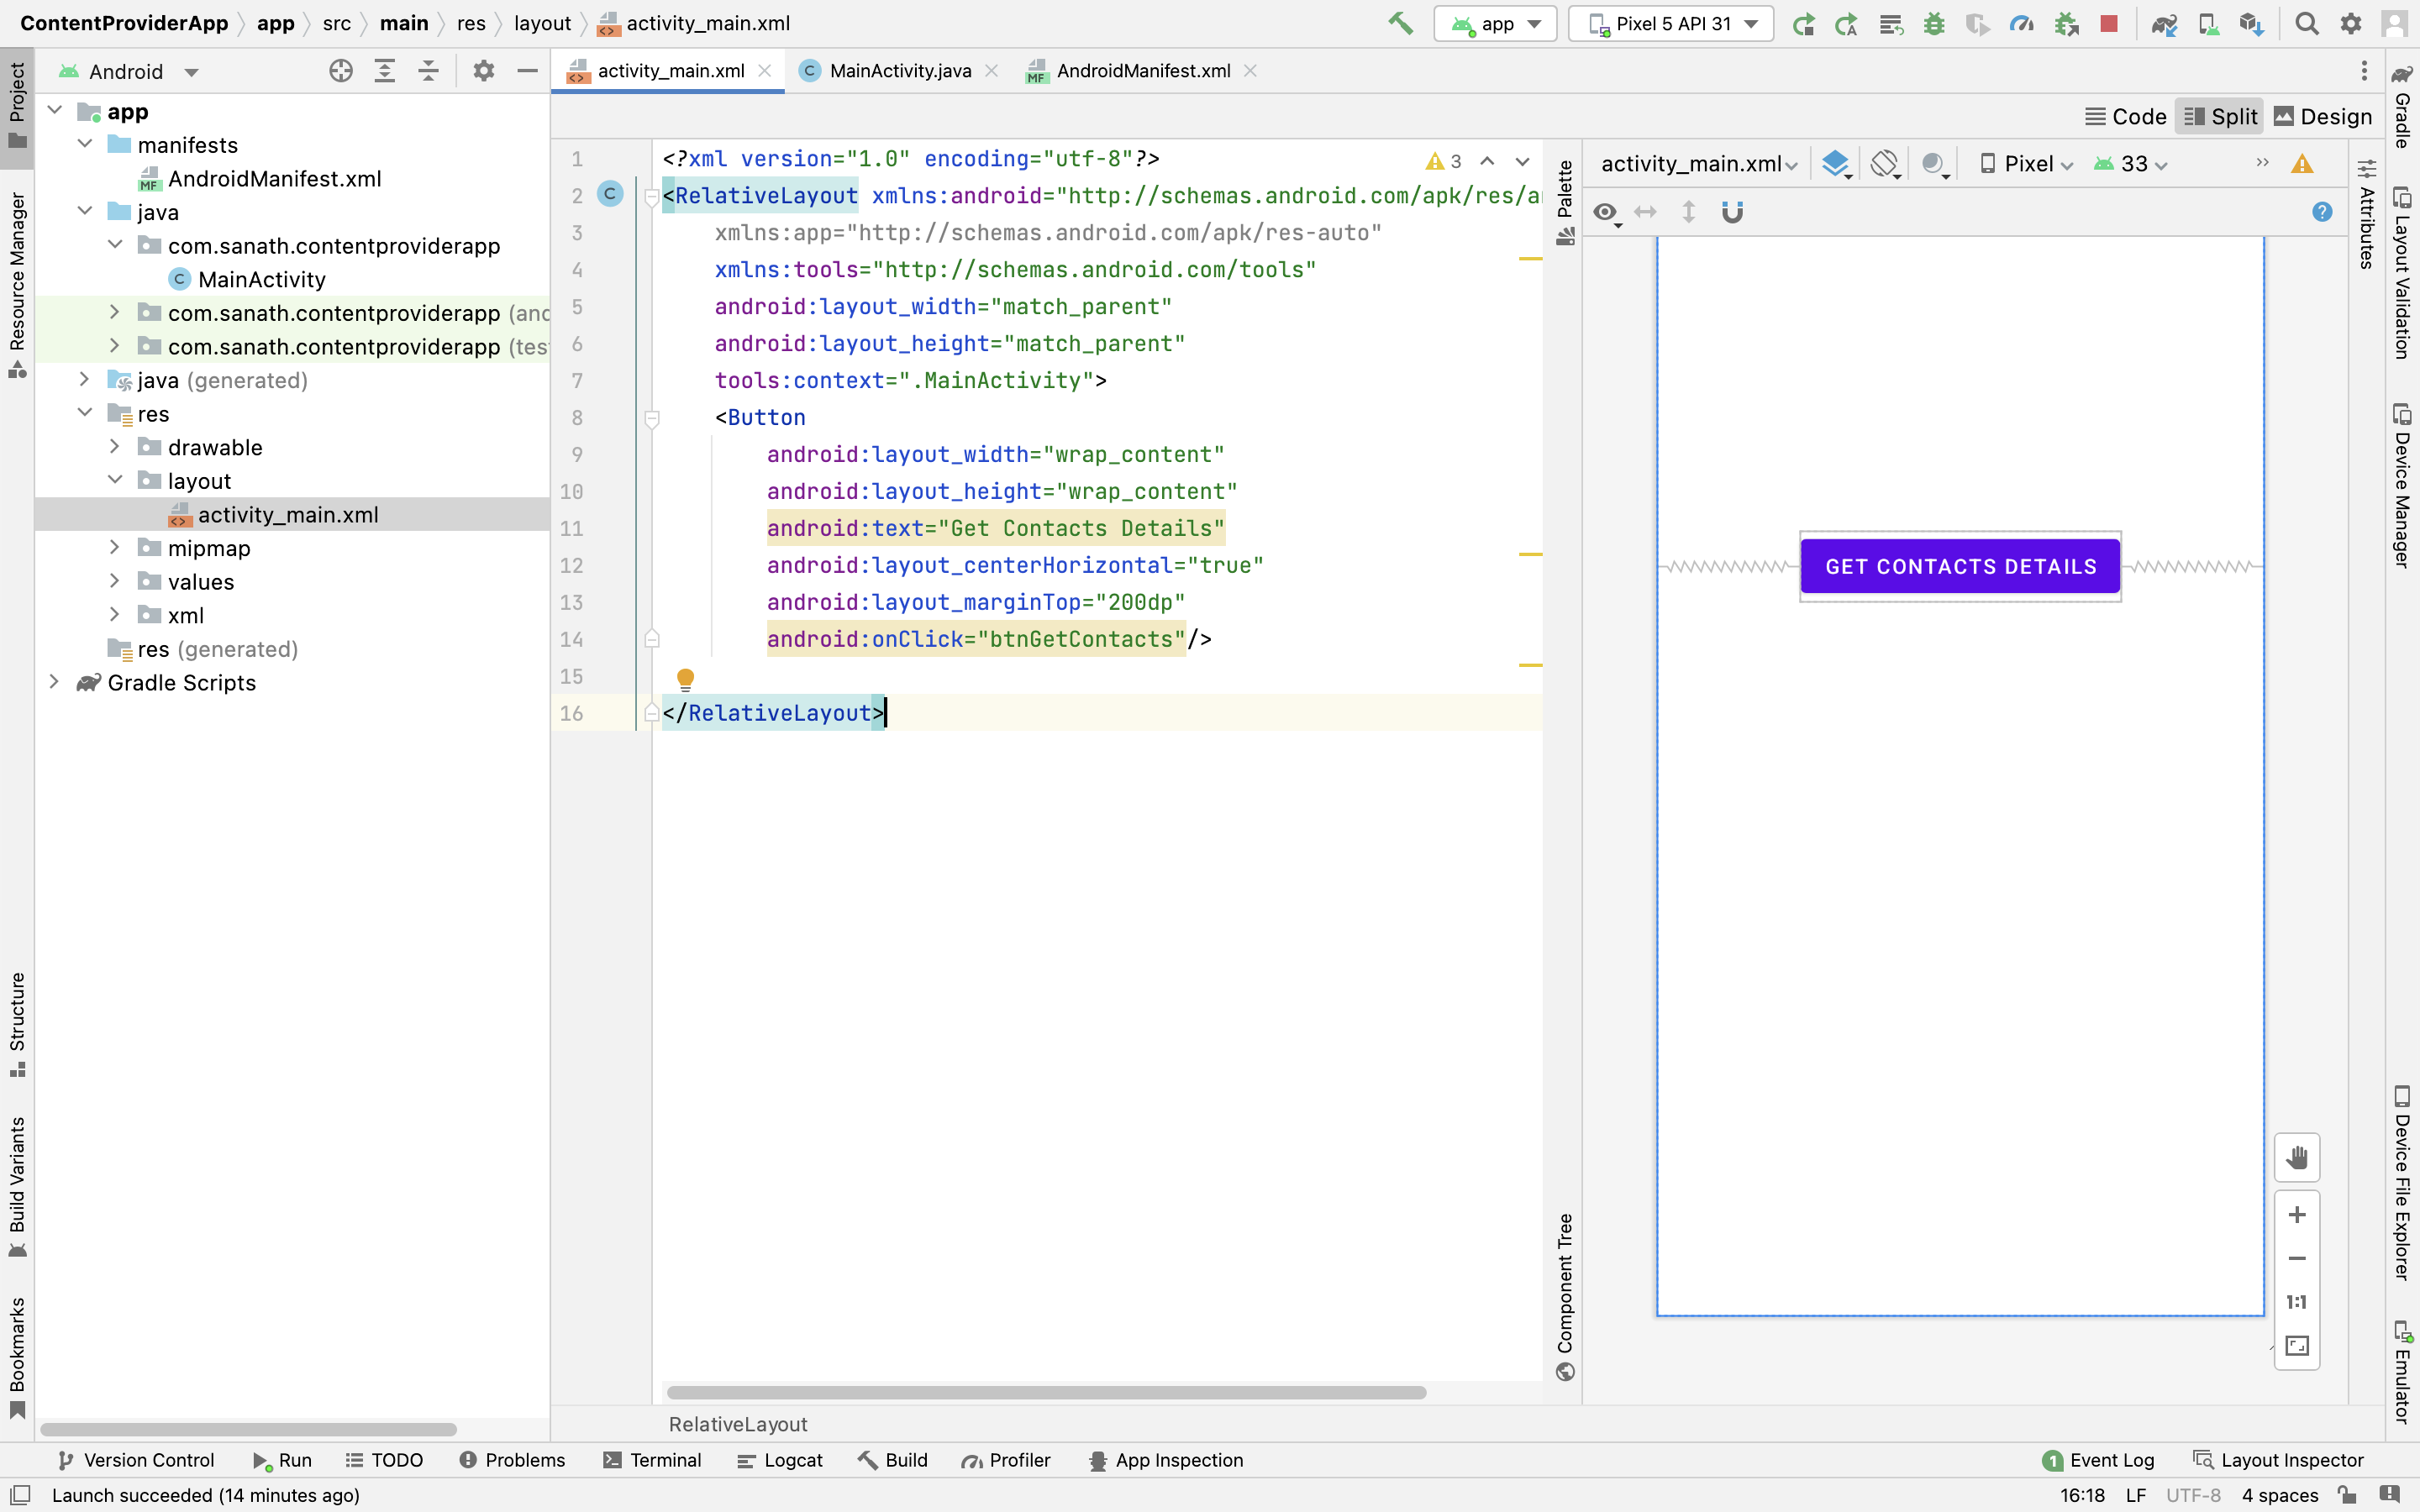 ContentProviderApp app src main res layout activity_main.xml app Pixel 5 API 31
Android
activity_main.xml MainActivity.java AndroidManifest.xml
Code Split Design
Project
Resource Manager
Structure
Build Variants
Bookmarks
app
manifests
AndroidManifest.xml
java
com.sanath.contentproviderapp
MainActivity
com.sanath.contentproviderapp (and
com.sanath.contentproviderapp (tes
java (generated)
res
drawable
layout
activity_main.xml
mipmap
values
xml
res (generated)
Gradle Scripts
3
1 <?xml version="1.0" encoding="utf-8"?>
2 <RelativeLayout xmlns:android="http://schemas.android.com/apk/res/a
3 xmlns:app="http://schemas.android.com/apk/res-auto"
4 xmlns:tools="http://schemas.android.com/tools"
5 android:layout_width="match_parent"
6 android:layout_height="match_parent"
7 tools:context=".MainActivity">
8 <Button
9 android:layout_width="wrap_content"
10 android:layout_height="wrap_content"
11 android:text="Get Contacts Details"
12 android:layout_centerHorizontal="true"
13 android:layout_marginTop="200dp"
14 android:onClick="btnGetContacts"/>
15
16 </RelativeLayout>
RelativeLayout
Palette
Component Tree
activity_main.xml Pixel 33
GET CONTACTS DETAILS
1:1
Attributes
Gradle
Layout Validation
Device Manager
Device File Explorer
Emulator
Version Control Run TODO Problems Terminal Logcat Build Profiler App Inspection 1 Event Log Layout Inspector
Launch succeeded (14 minutes ago) 16:18 LF UTF-8 4 spaces